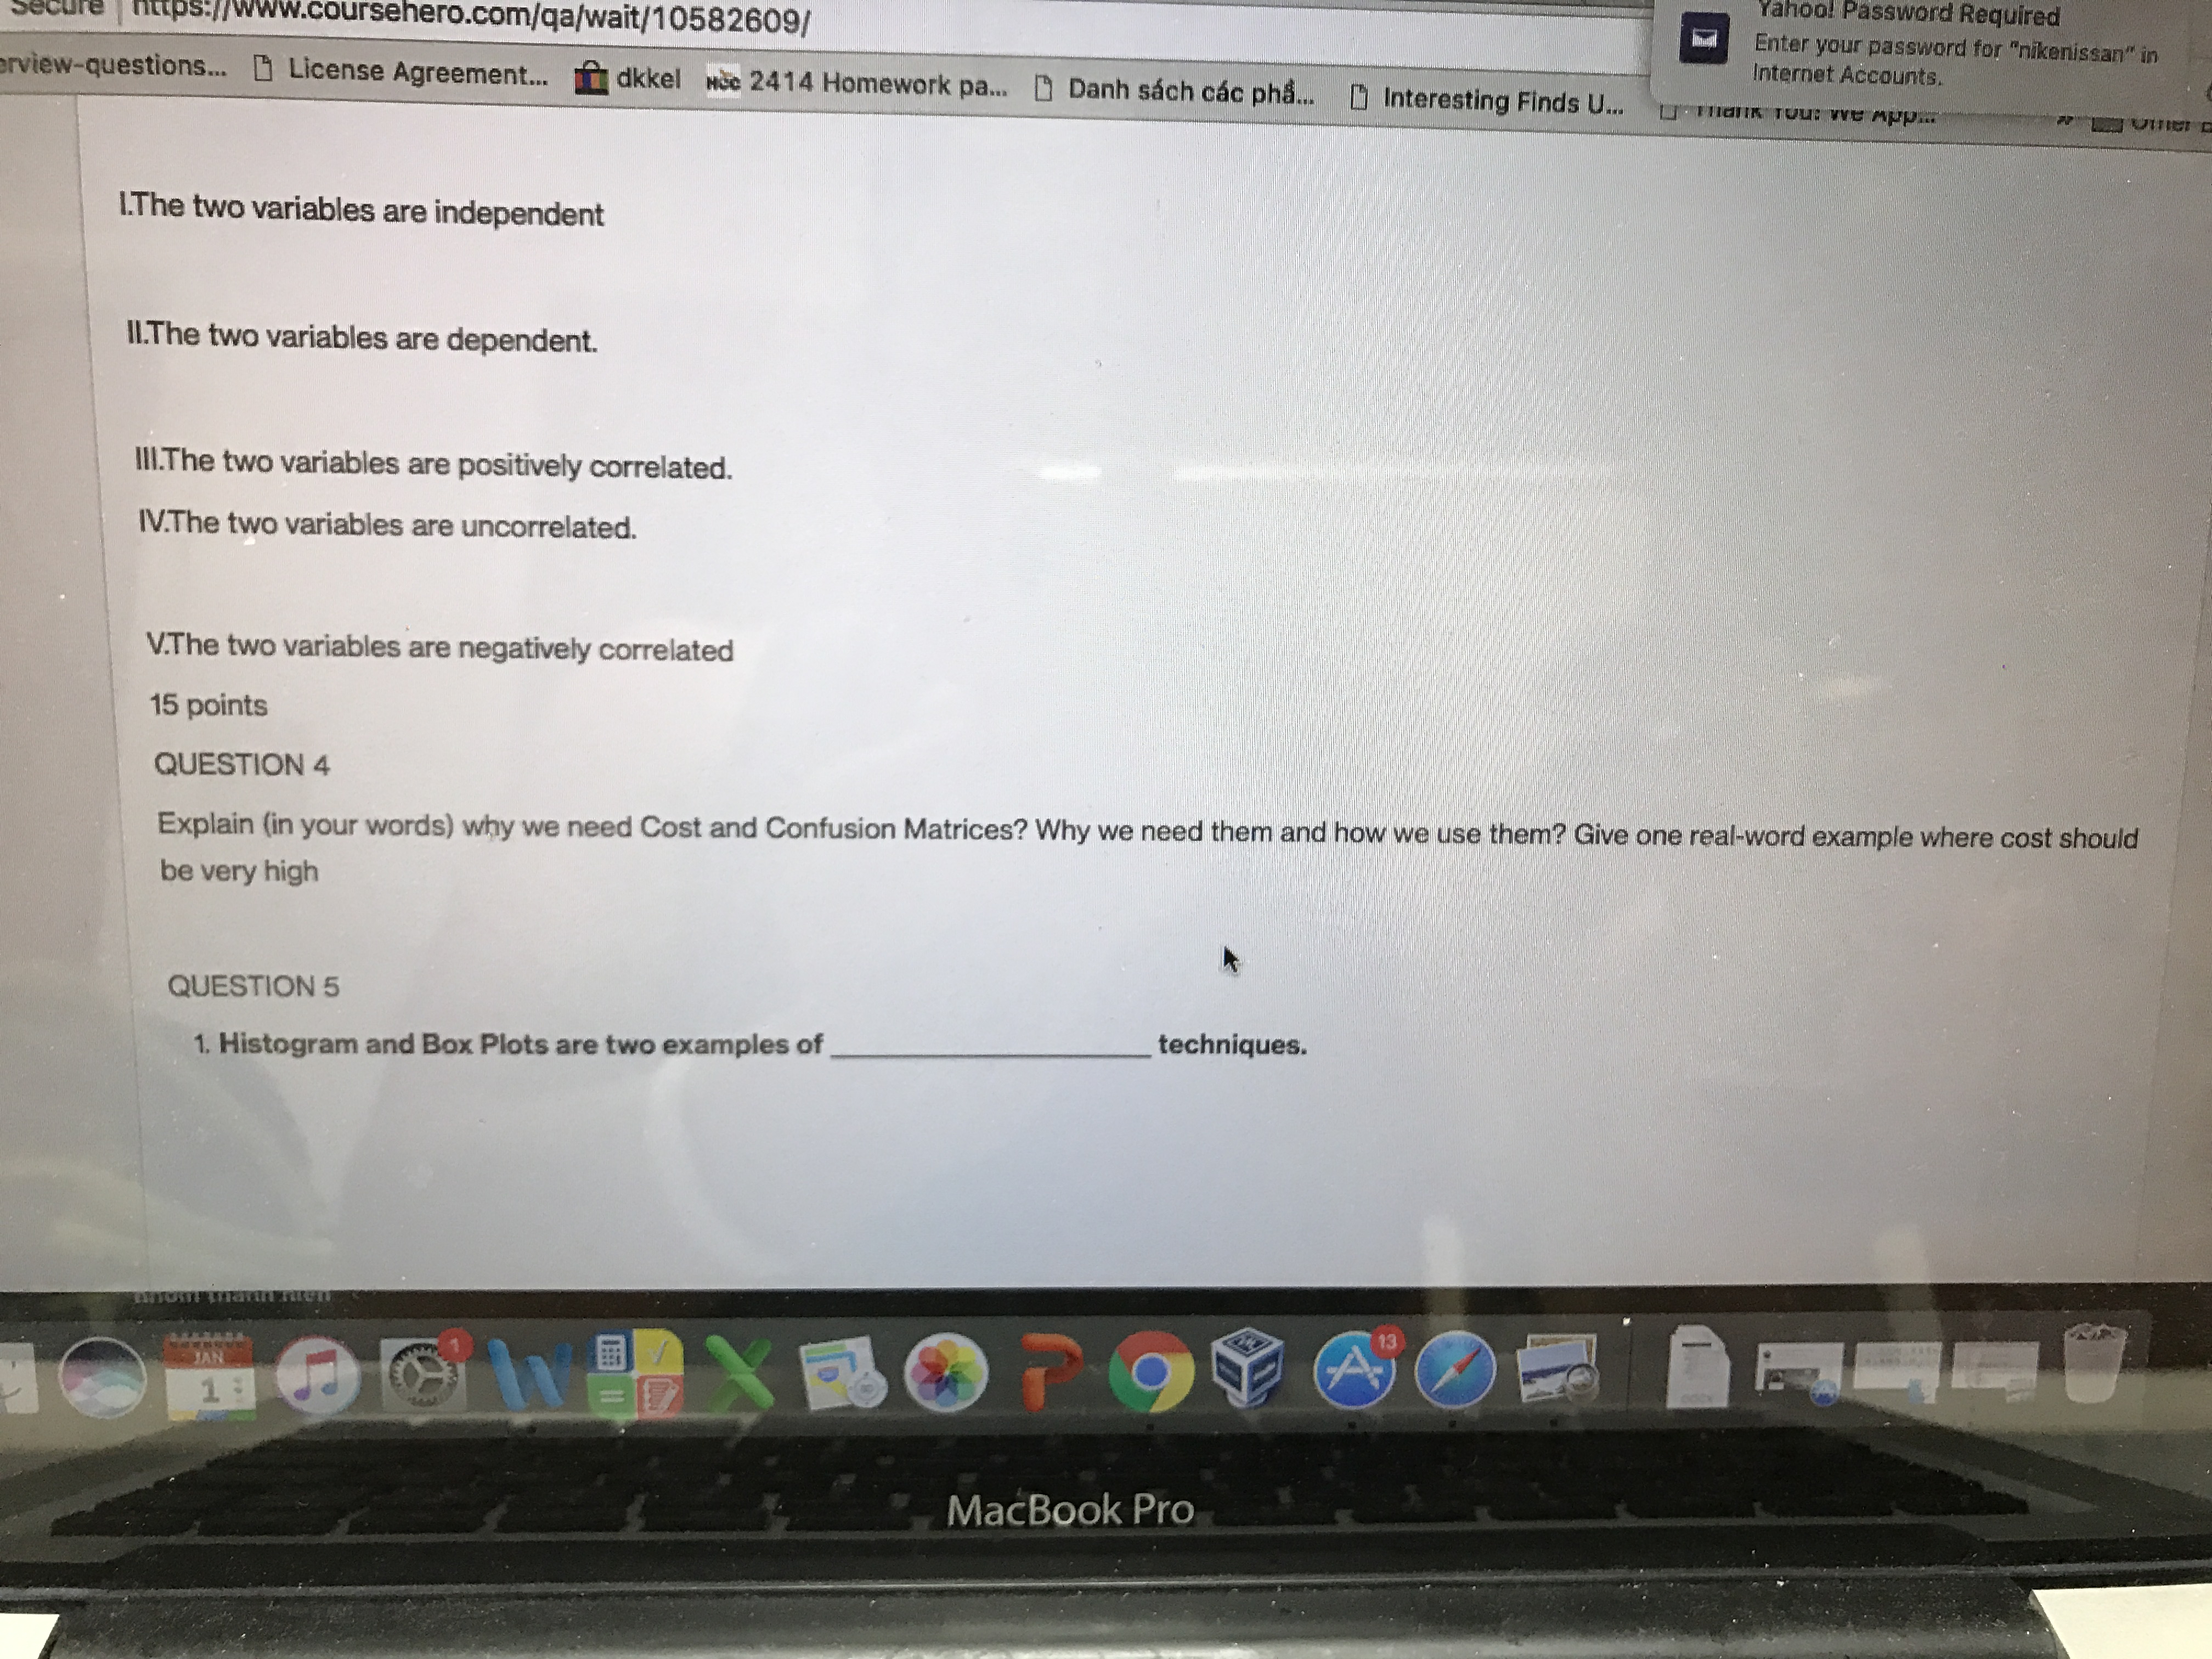 Secure https://www.coursehero.com/qa/wait/10582609/
Yahoo! Password Required
Enter your password for "nikenissan" in
Internet Accounts.
erview-questions... License Agreement... dkkel HCC 2414 Homework pa... Danh sách các phầ... Interesting Finds U... Thank You! We App... » Other B
I.The two variables are independent
II.The two variables are dependent.
III.The two variables are positively correlated.
IV.The two variables are uncorrelated.
V.The two variables are negatively correlated
15 points
QUESTION 4
Explain (in your words) why we need Cost and Confusion Matrices? Why we need them and how we use them? Give one real-word example where cost should
be very high
QUESTION 5
1. Histogram and Box Plots are two examples of ____________________ techniques.
JAN
1
1
13
MacBook Pro